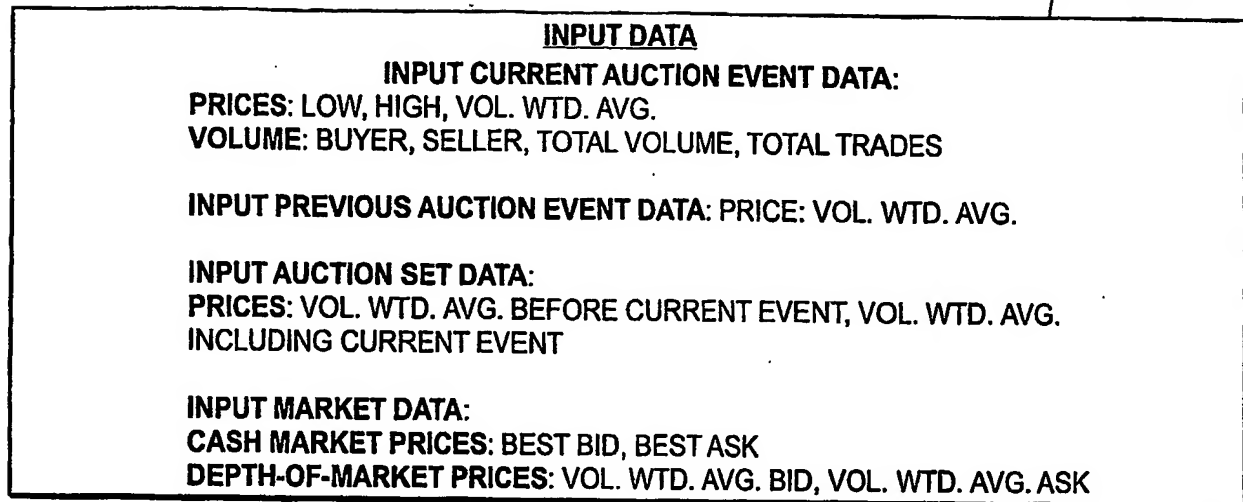 INPUT DATA
INPUT CURRENT AUCTION EVENT DATA:
PRICES: LOW, HIGH, VOL. WTD. AVG.
VOLUME: BUYER, SELLER, TOTAL VOLUME, TOTAL TRADES
INPUT PREVIOUS AUCTION EVENT DATA: PRICE: VOL. WTD. AVG.
INPUT AUCTION SET DATA:
PRICES: VOL. WTD. AVG. BEFORE CURRENT EVENT, VOL. WTD. AVG.
INCLUDING CURRENT EVENT
INPUT MARKET DATA:
CASH MARKET PRICES: BEST BID, BEST ASK
DEPTH-OF-MARKET PRICES: VOL. WTD. AVG. BID, VOL. WTD. AVG. ASK